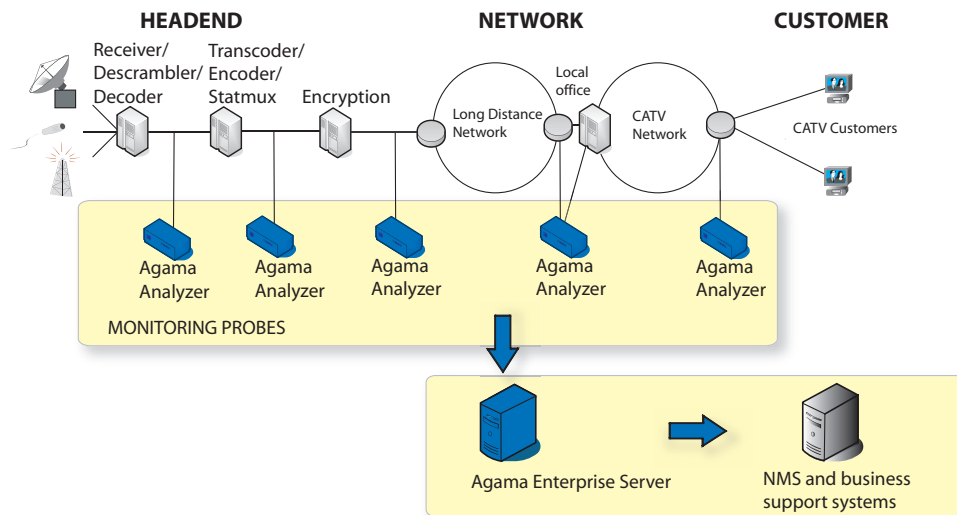 HEADEND
NETWORK
CUSTOMER
Receiver/
Descrambler/
Decoder
Transcoder/
Encoder/
Statmux
Encryption
Long Distance
Network
Local
office
CATV
Network
CATV Customers
Agama
Analyzer
Agama
Analyzer
Agama
Analyzer
Agama
Analyzer
Agama
Analyzer
MONITORING PROBES
Agama Enterprise Server
NMS and business
support systems